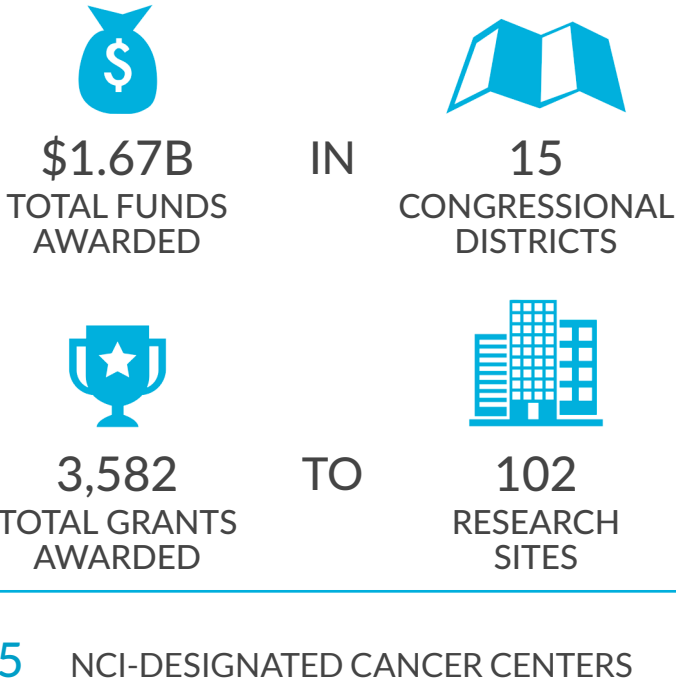 $
$1.67B IN 15
TOTAL FUNDS CONGRESSIONAL
AWARDED DISTRICTS
3,582 TO 102
TOTAL GRANTS RESEARCH
AWARDED SITES
5 NCI-DESIGNATED CANCER CENTERS